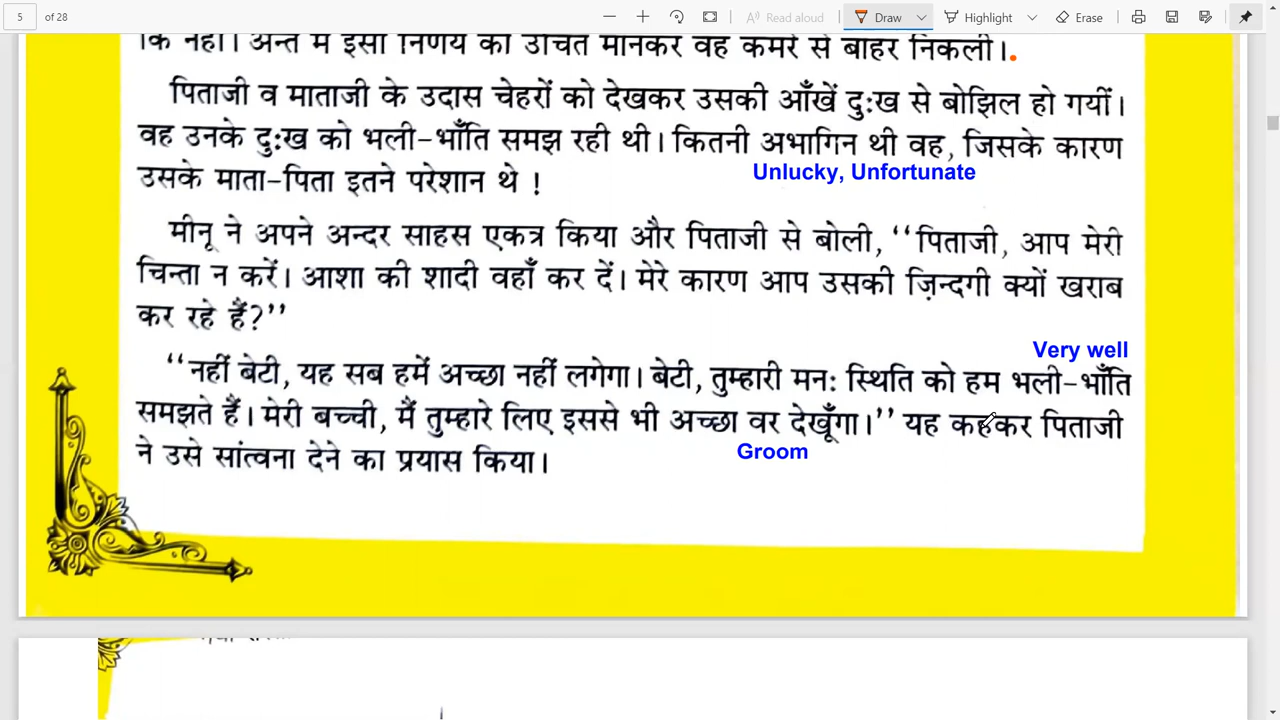 5 of 28
Read aloud
Draw
Highlight
Erase
कि नहीं। अन्त में इसी निर्णय को उचित मानकर वह कमरे से बाहर निकली।
पिताजी व माताजी के उदास चेहरों को देखकर उसकी आँखें दुःख से बोझिल हो गयीं।
वह उनके दुःख को भली-भाँति समझ रही थी। कितनी अभागिन थी वह, जिसके कारण
Unlucky, Unfortunate
उसके माता-पिता इतने परेशान थे !
मीनू ने अपने अन्दर साहस एकत्र किया और पिताजी से बोली, ‘‘पिताजी, आप मेरी
चिन्ता न करें। आशा की शादी वहाँ कर दें। मेरे कारण आप उसकी ज़िन्दगी क्यों खराब
कर रहे हैं?’’
Very well
‘‘नहीं बेटी, यह सब हमें अच्छा नहीं लगेगा। बेटी, तुम्हारी मनः स्थिति को हम भली-भाँति
समझते हैं। मेरी बच्ची, मैं तुम्हारे लिए इससे भी अच्छा वर देखूँगा।’’ यह कहकर पिताजी
Groom
ने उसे सांत्वना देने का प्रयास किया।